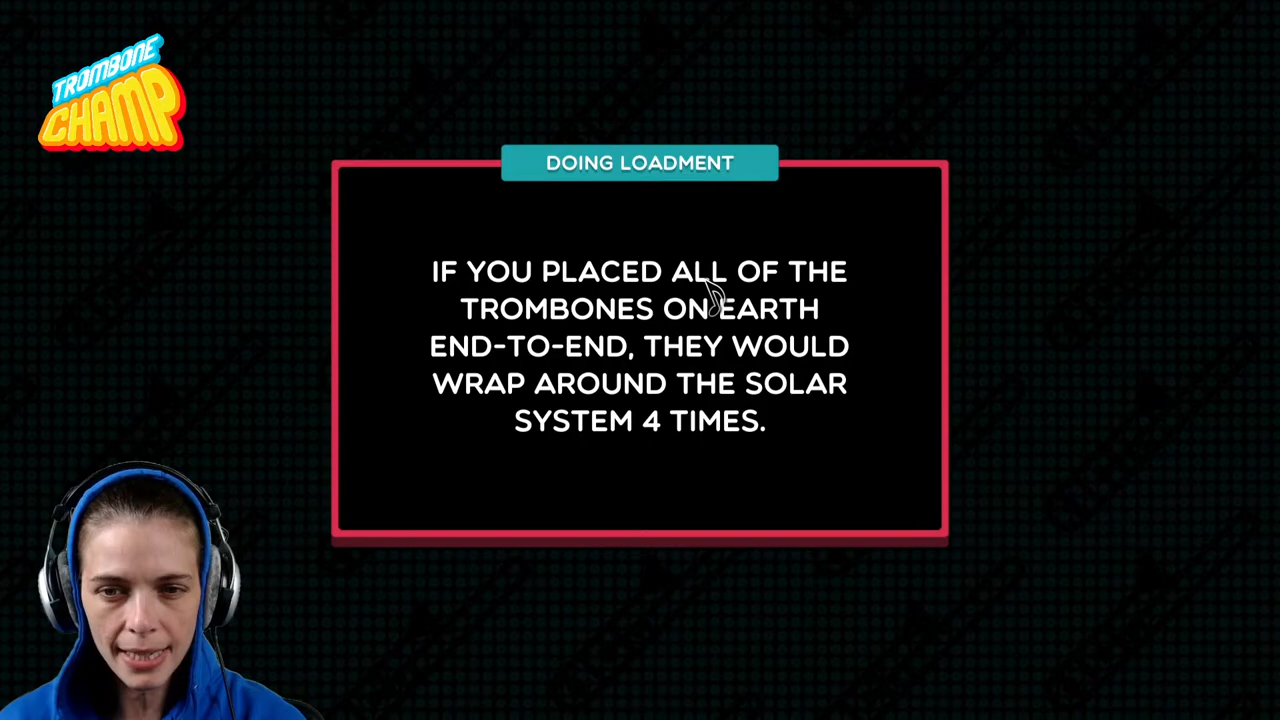 TROMBONE
CHAMP
DOING LOADMENT
IF YOU PLACED ALL OF THE
TROMBONES ON EARTH
END-TO-END, THEY WOULD
WRAP AROUND THE SOLAR
SYSTEM 4 TIMES.